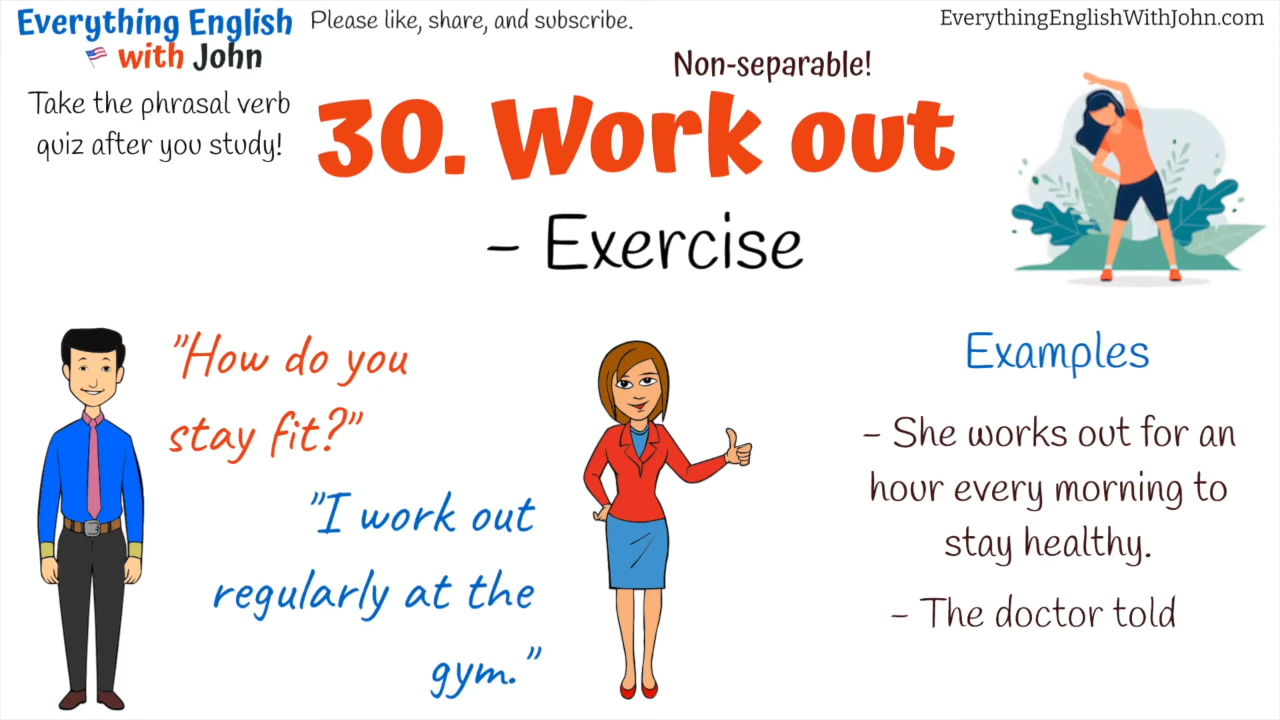 Everything English
with John
Please like, share, and subscribe.
EverythingEnglishWithJohn.com
Take the phrasal verb
quiz after you study!
Non-separable!
30. Work out
- Exercise
"How do you
stay fit?"
"I work out
regularly at the
gym."
Examples
- She works out for an
hour every morning to
stay healthy.
- The doctor told